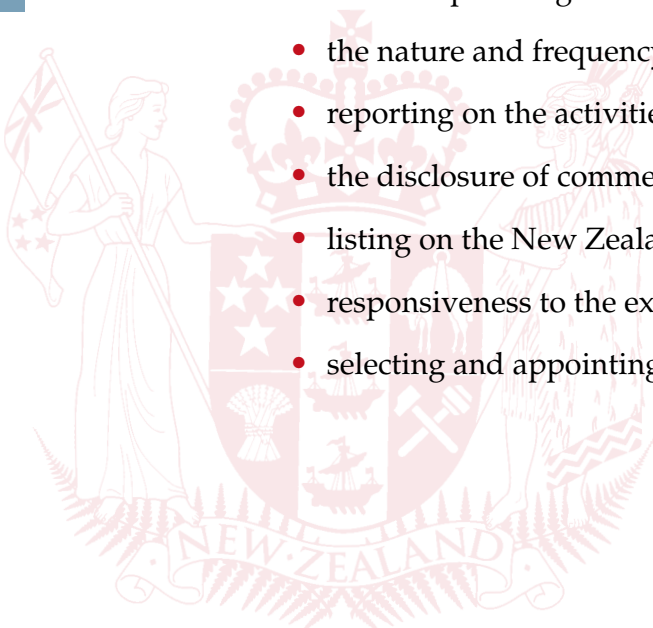 • the nature and frequency
• reporting on the activitie
• the disclosure of comme
• listing on the New Zeala
• responsiveness to the ex
• selecting and appointing
NEW·ZEALAND